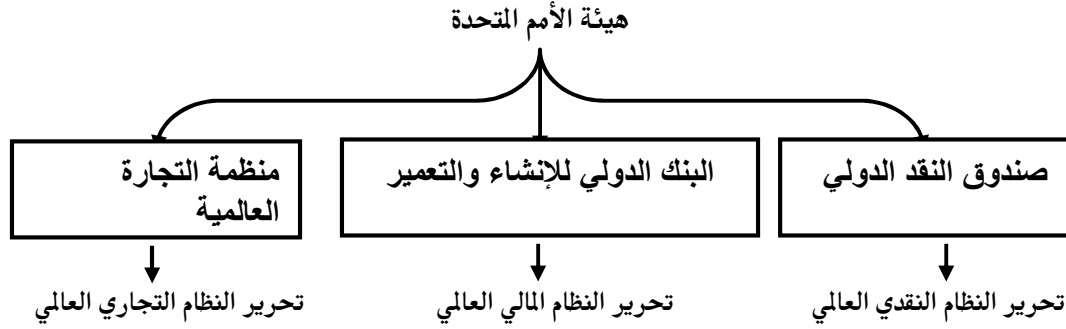 هيئة الأمم المتحدة
صندوق النقد الدولي
البنك الدولي للإنشاء والتعمير
منظمة التجارة
العالمية
تحرير النظام النقدي العالمي
تحرير النظام المالي العالمي
تحرير النظام التجاري العالمي